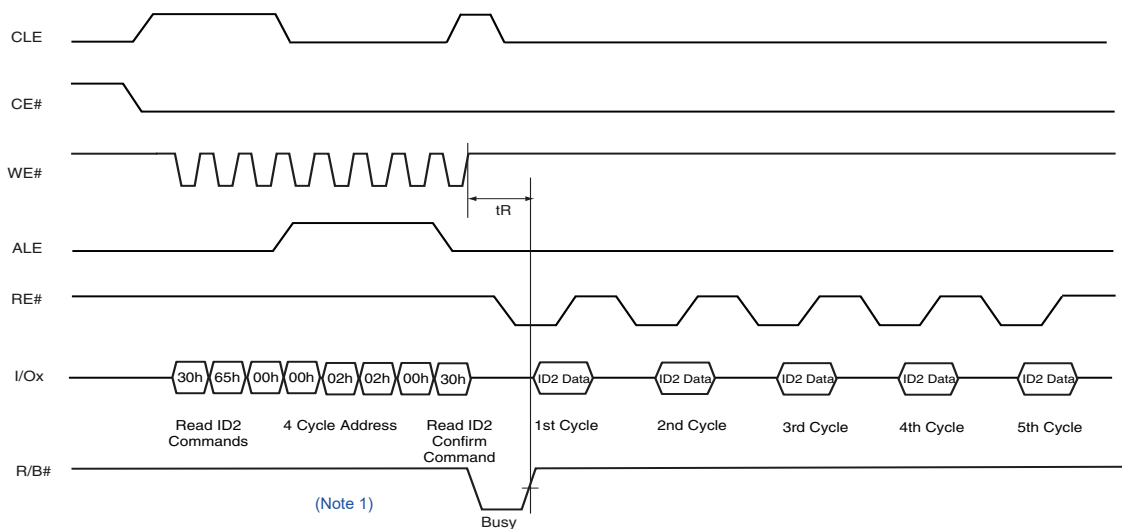 CLE
CE#
WE#
tR
ALE
RE#
I/Ox
30h 65h 00h 00h 02h 02h 00h 30h ID2 Data ID2 Data ID2 Data ID2 Data ID2 Data
Read ID2
Commands
4 Cycle Address
Read ID2
Confirm
Command
1st Cycle
2nd Cycle
3rd Cycle
4th Cycle
5th Cycle
R/B#
(Note 1)
Busy